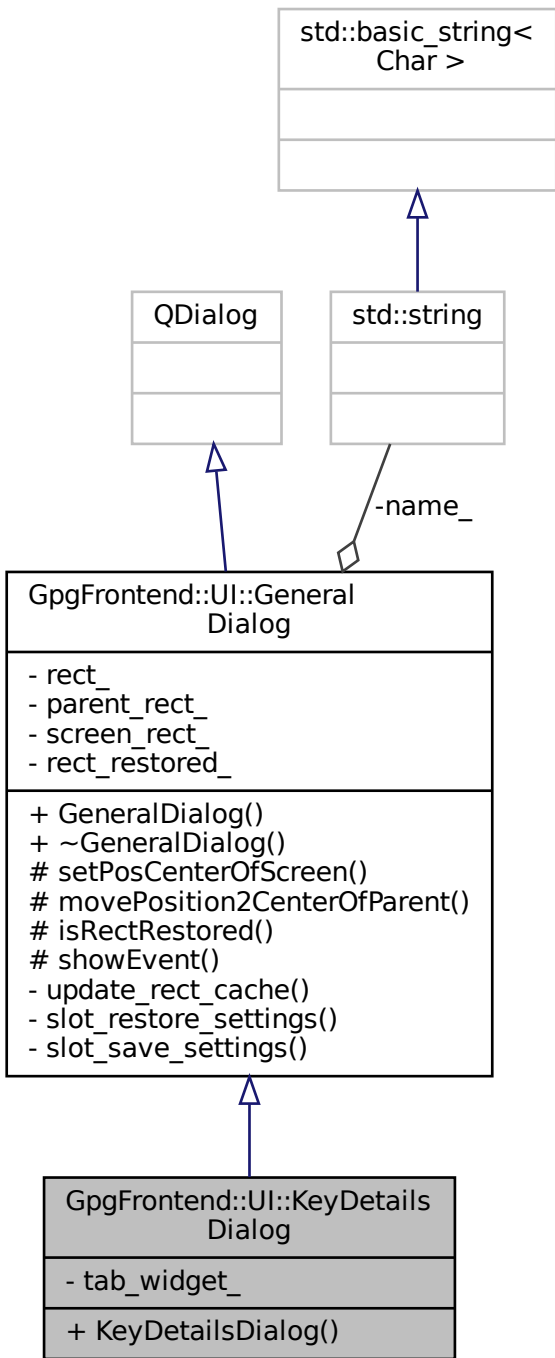 std::basic_string<
Char >
QDialog
std::string
-name_
GpgFrontend::UI::General
Dialog
- rect_
- parent_rect_
- screen_rect_
- rect_restored_
+ GeneralDialog()
+ ~GeneralDialog()
# setPosCenterOfScreen()
# movePosition2CenterOfParent()
# isRectRestored()
# showEvent()
- update_rect_cache()
- slot_restore_settings()
- slot_save_settings()
GpgFrontend::UI::KeyDetails
Dialog
- tab_widget_
+ KeyDetailsDialog()